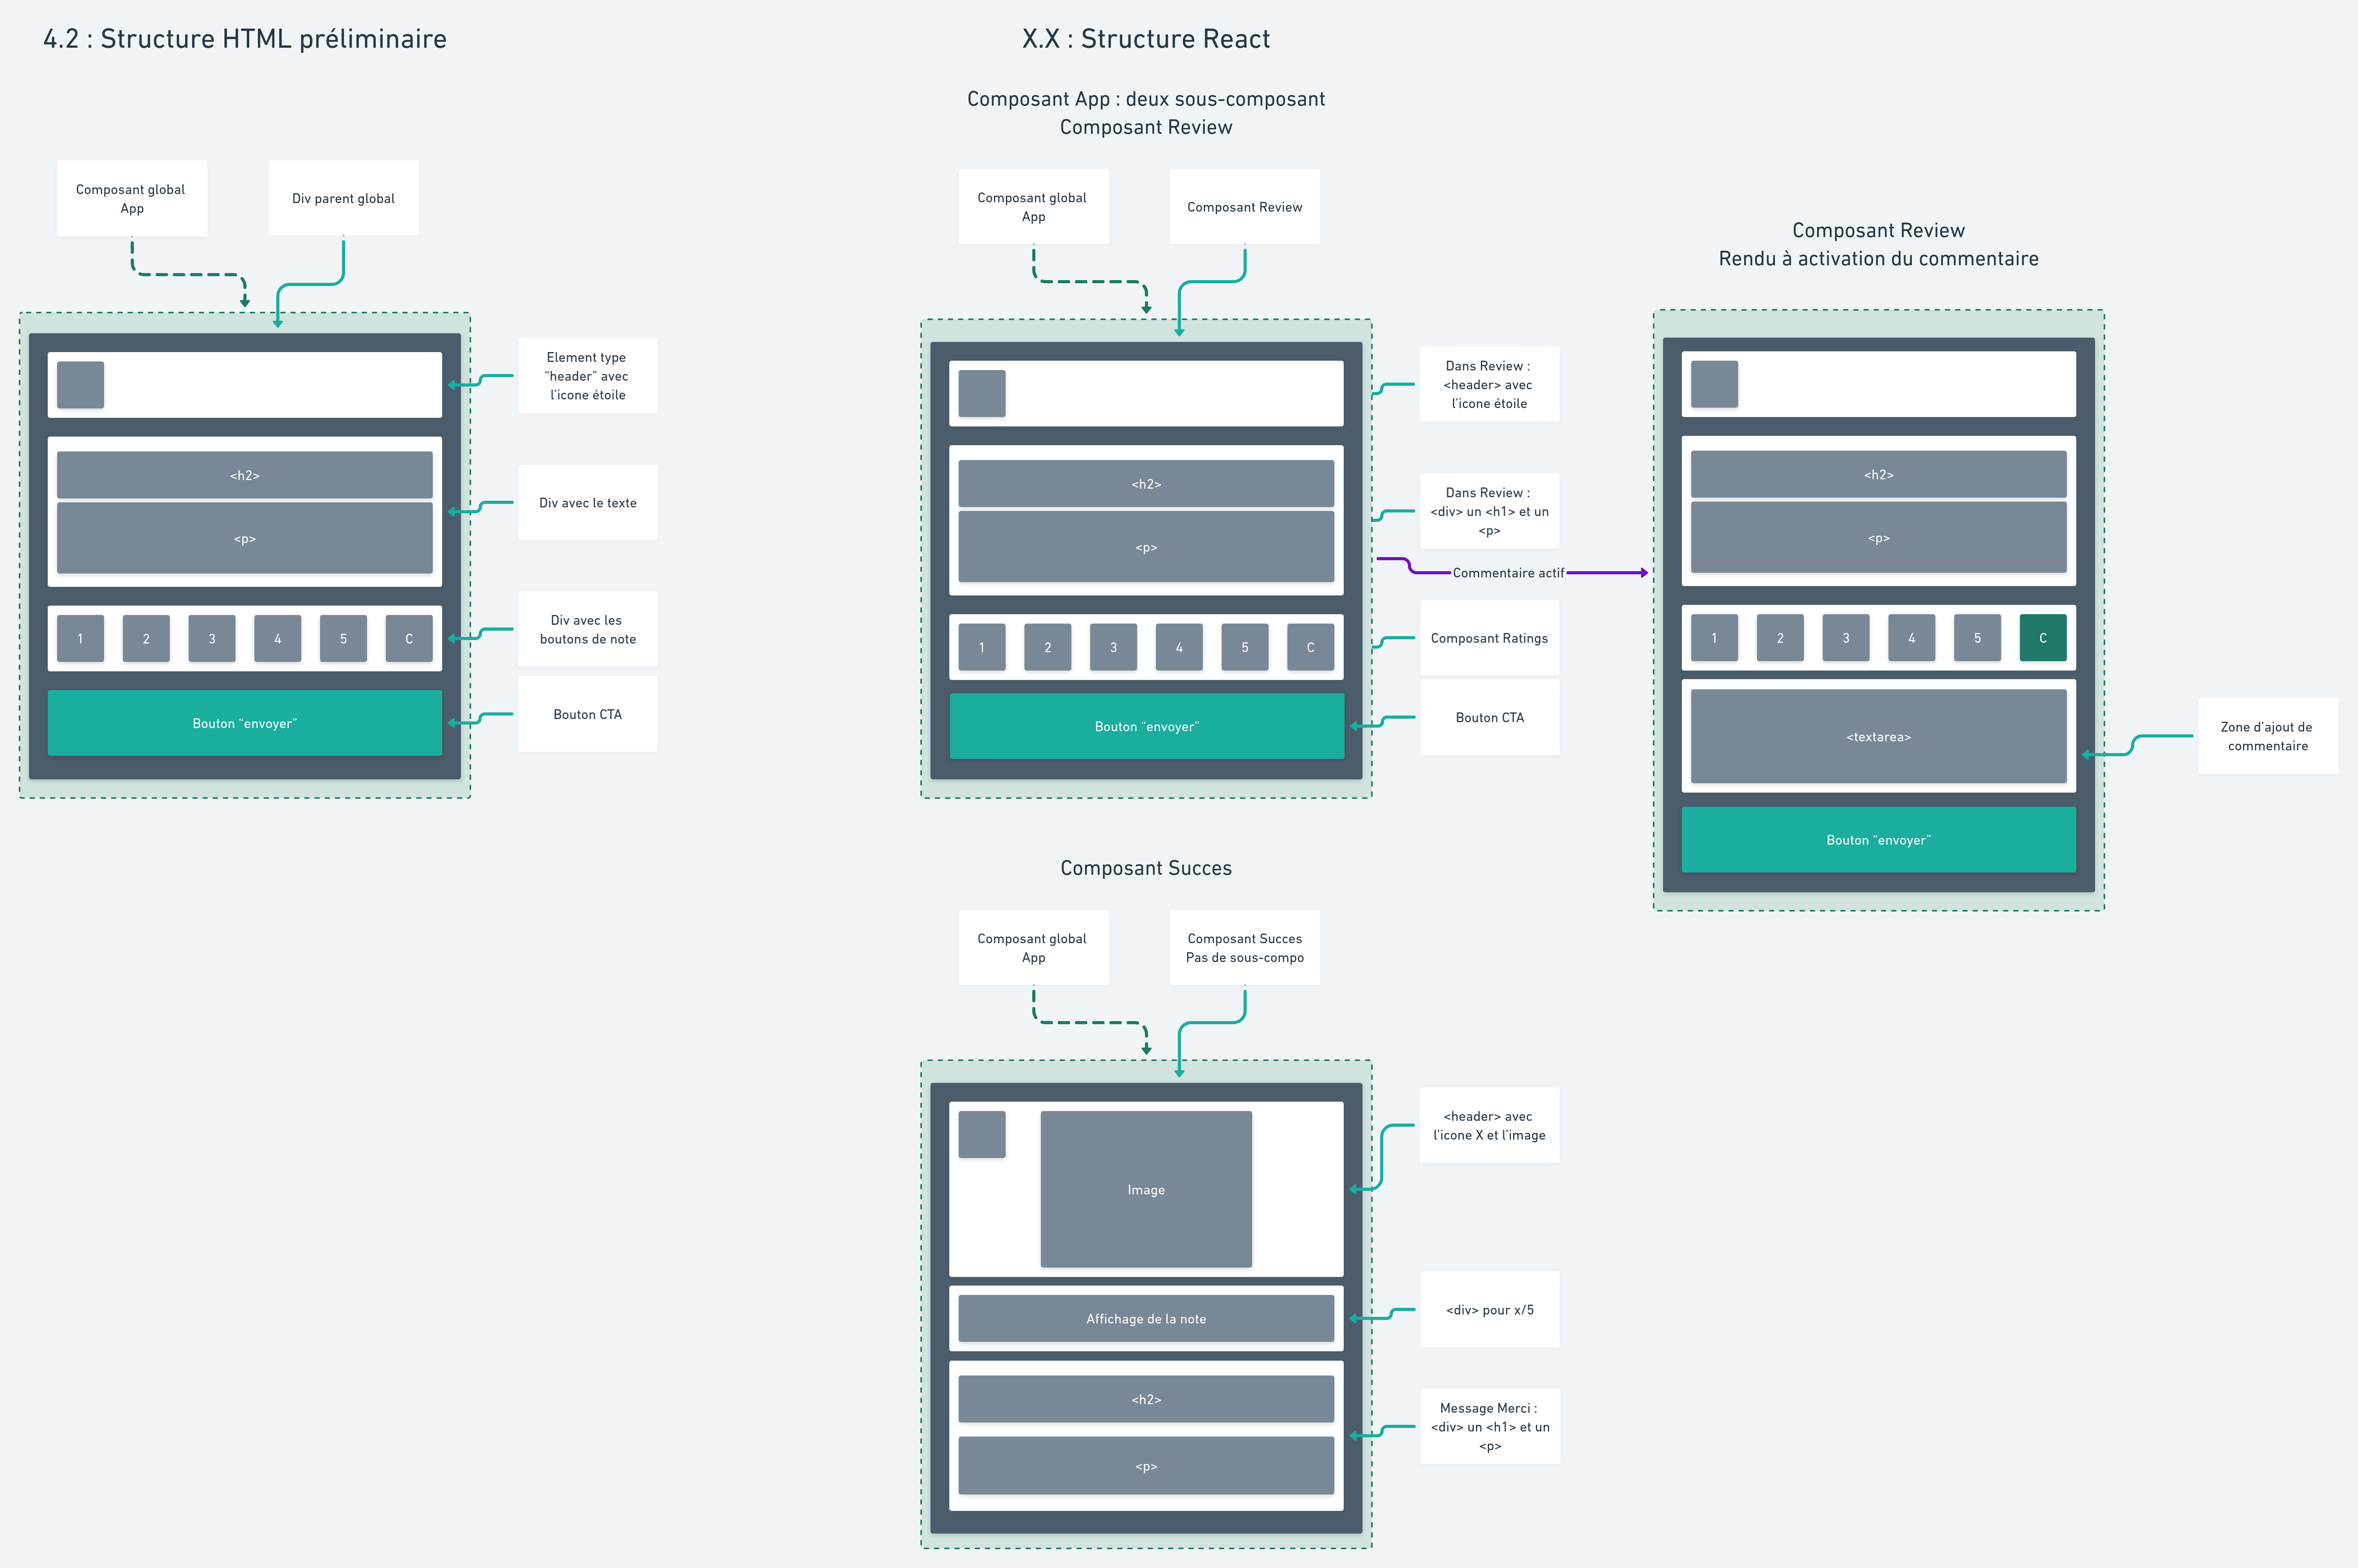 4.2 : Structure HTML préliminaire
Composant global
App
Div parent global
Element type
“header” avec
l’icone étoile
<h2>
Div avec le texte
<p>
Div avec les
boutons de note
1
2
3
4
5
C
Bouton CTA
Bouton “envoyer”
X.X : Structure React
Composant App : deux sous-composant
Composant Review
Composant global
App
Composant Review
Dans Review :
<header> avec
l’icone étoile
<h2>
Dans Review :
<div> un <h1> et un
<p>
<p>
Commentaire actif
1
2
3
4
5
C
Composant Ratings
Bouton “envoyer”
Bouton CTA
Composant Review
Rendu à activation du commentaire
<h2>
<p>
1
2
3
4
5
C
<textarea>
Zone d’ajout de
commentaire
Bouton “envoyer”
Composant Succes
Composant global
App
Composant Succes
Pas de sous-compo
<header> avec
l’icone X et l’image
Image
Affichage de la note
<div> pour x/5
<h2>
Message Merci :
<div> un <h1> et un
<p>
<p>